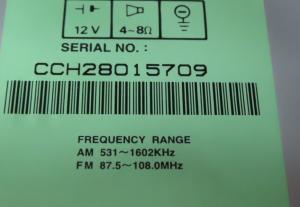 12 V 4~8Ω
SERIAL NO. :
CCH28015709
FREQUENCY RANGE
AM 531~1602KHz
FM 87.5~108.0MHz